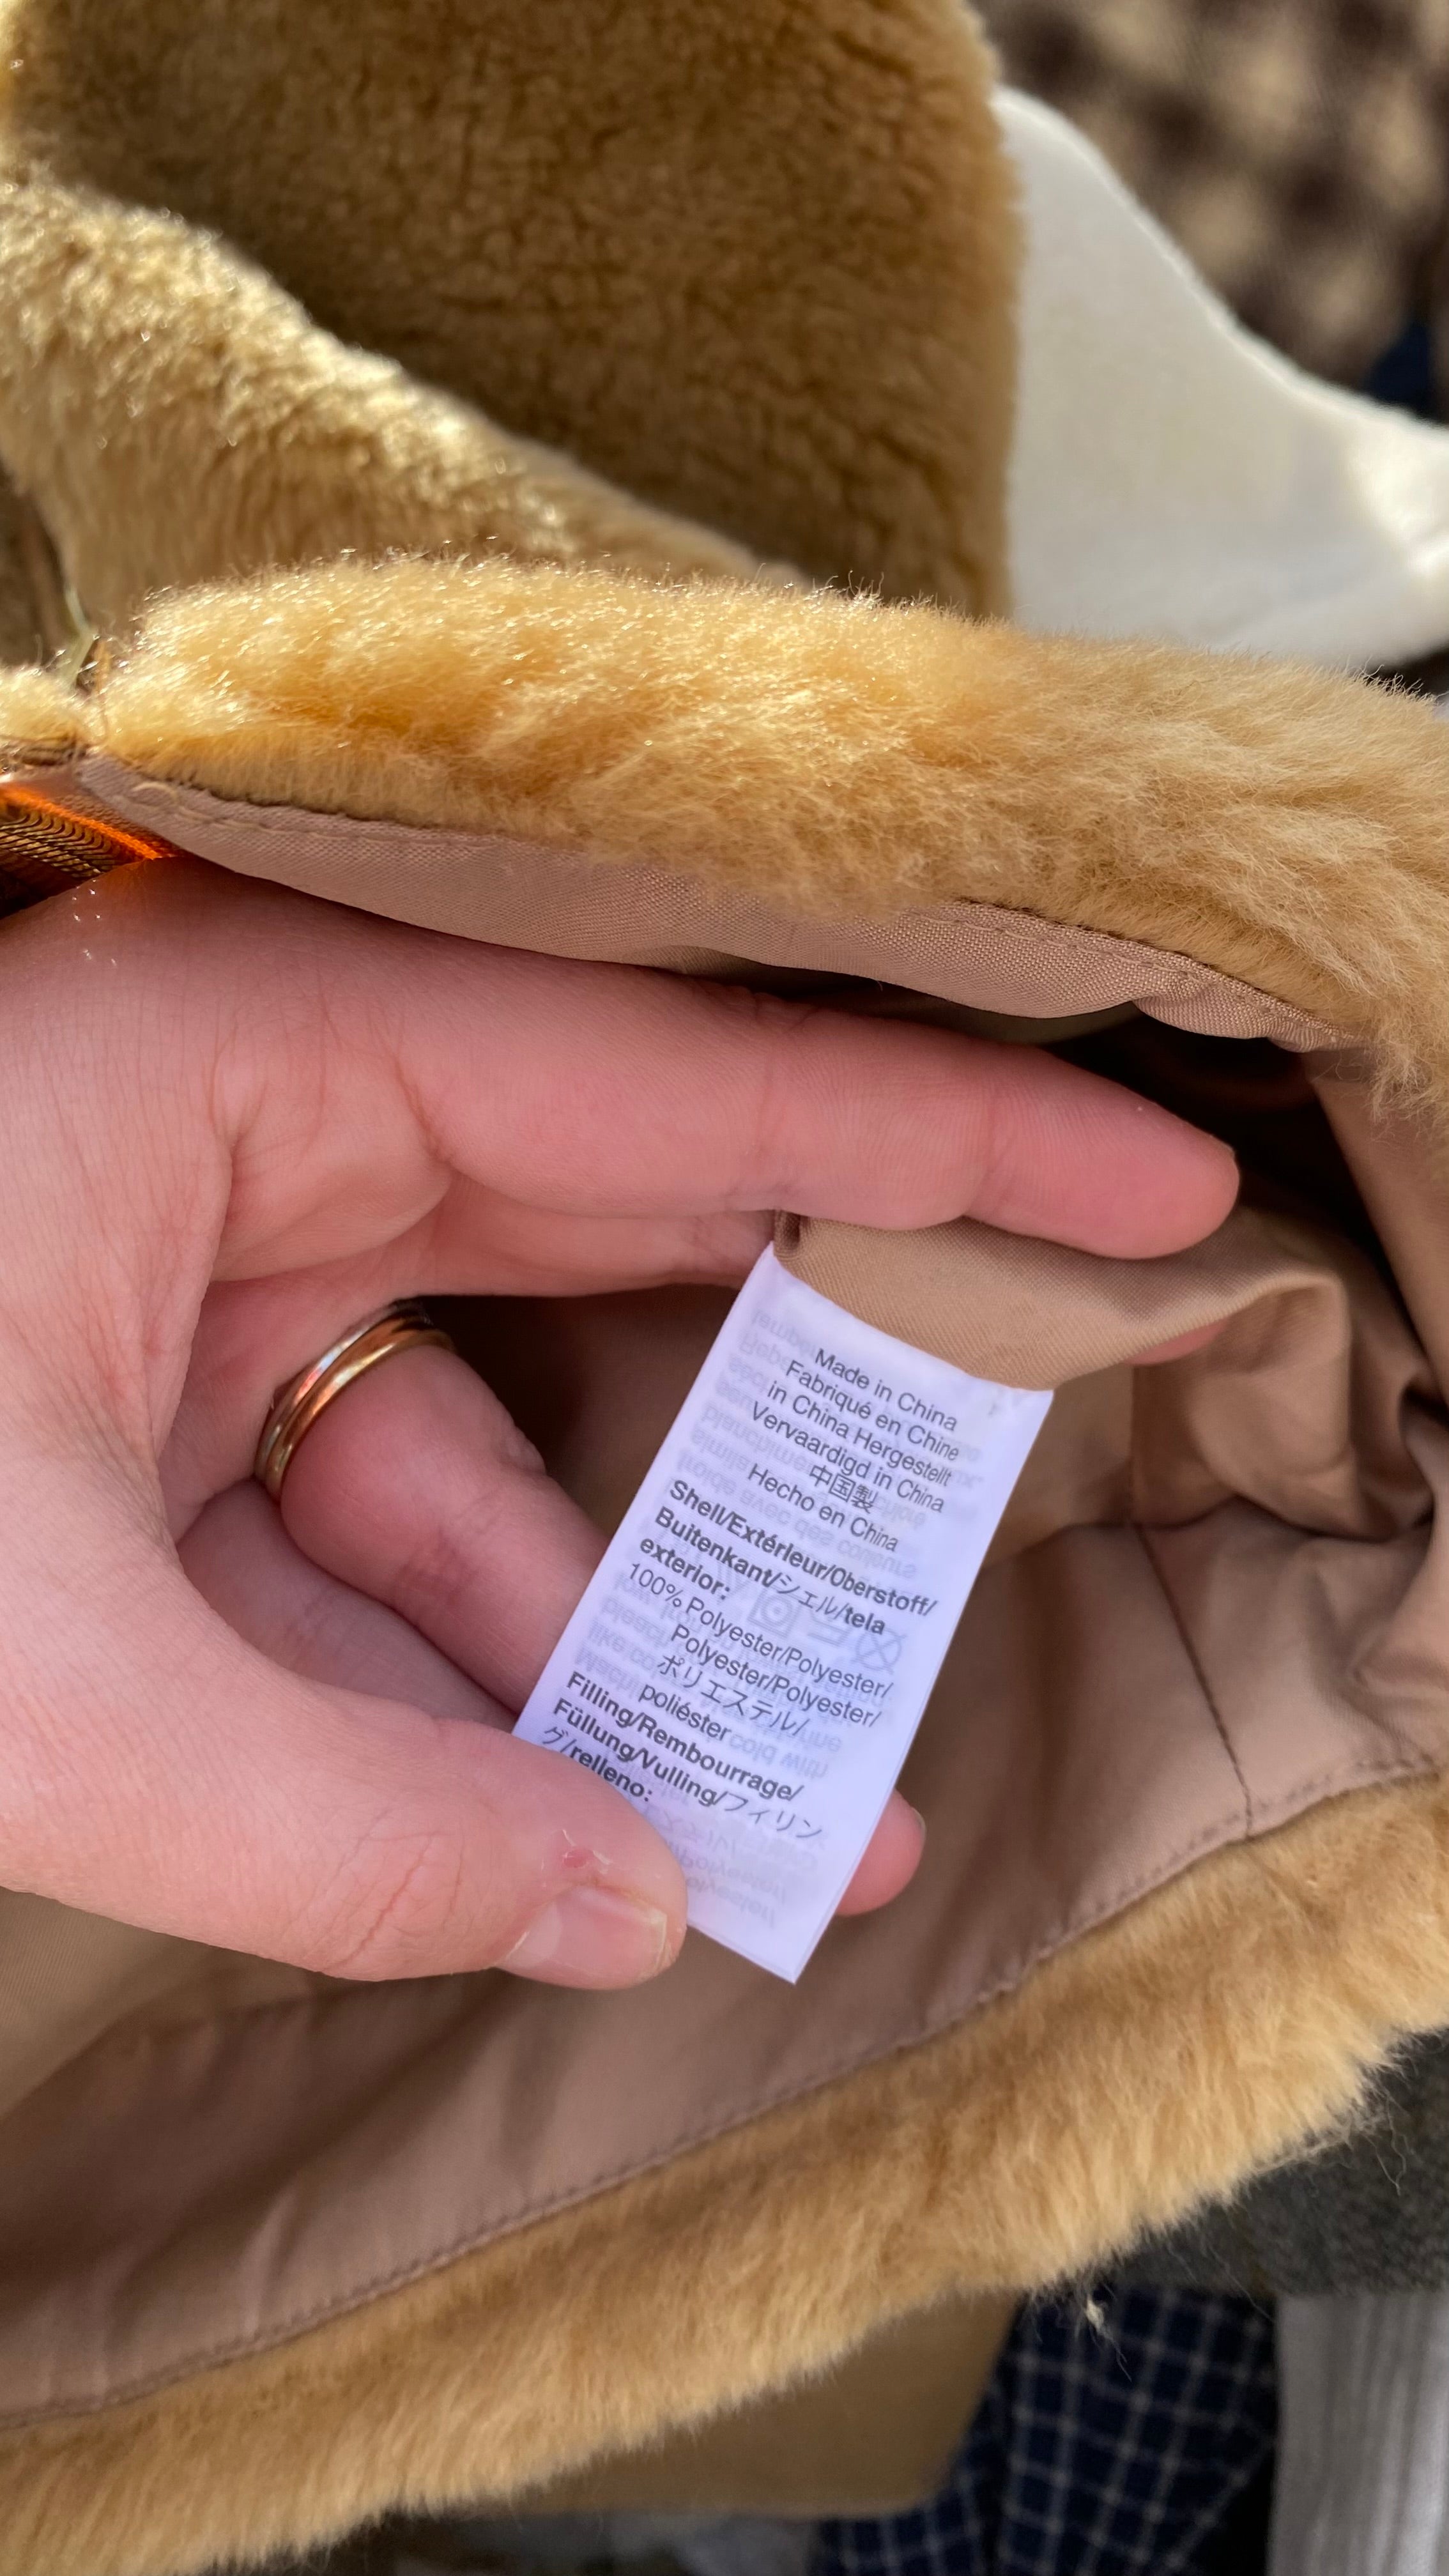 Made in China
Fabriqué en Chine
in China Hergestellt
Vervaardigd in China
中国製
Hecho en China
Shell/Extérieur/Oberstoff/
Buitenkant/シェル/tela
exterior:
100% Polyester/Polyester/
Polyester/Polyester/
ポリエステル/
poliéster
Filling/Rembourrage/
Füllung/Vulling/フィリン
グ/relleno: